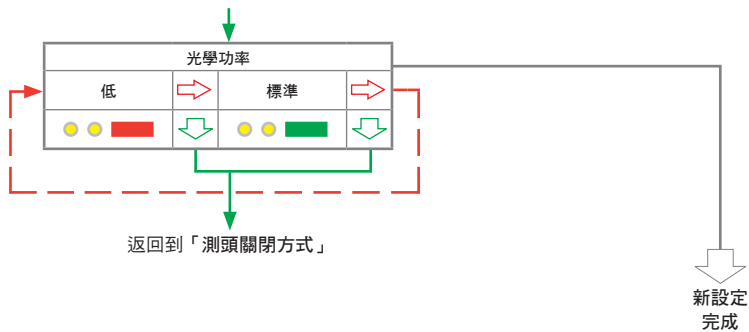 光學功率
低
標準
返回到「測頭關閉方式」
新設定
完成